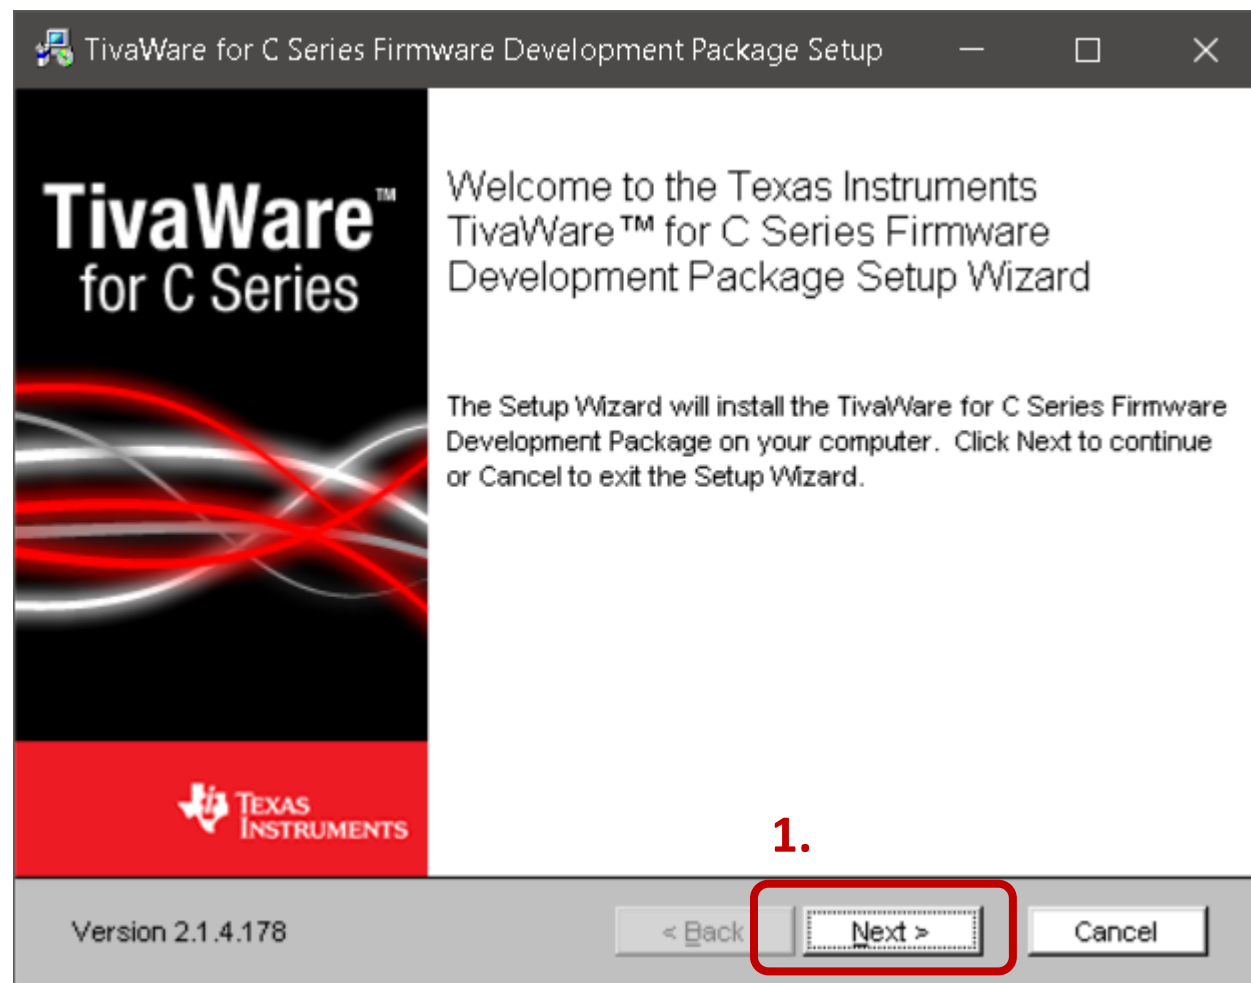 TivaWare for C Series Firmware Development Package Setup
TivaWare™
for C Series
Welcome to the Texas Instruments
TivaWare™ for C Series Firmware
Development Package Setup Wizard
The Setup Wizard will install the TivaWare for C Series Firmware
Development Package on your computer.  Click Next to continue
or Cancel to exit the Setup Wizard.
TEXAS
INSTRUMENTS
1.
Version 2.1.4.178
< Back
Next >
Cancel